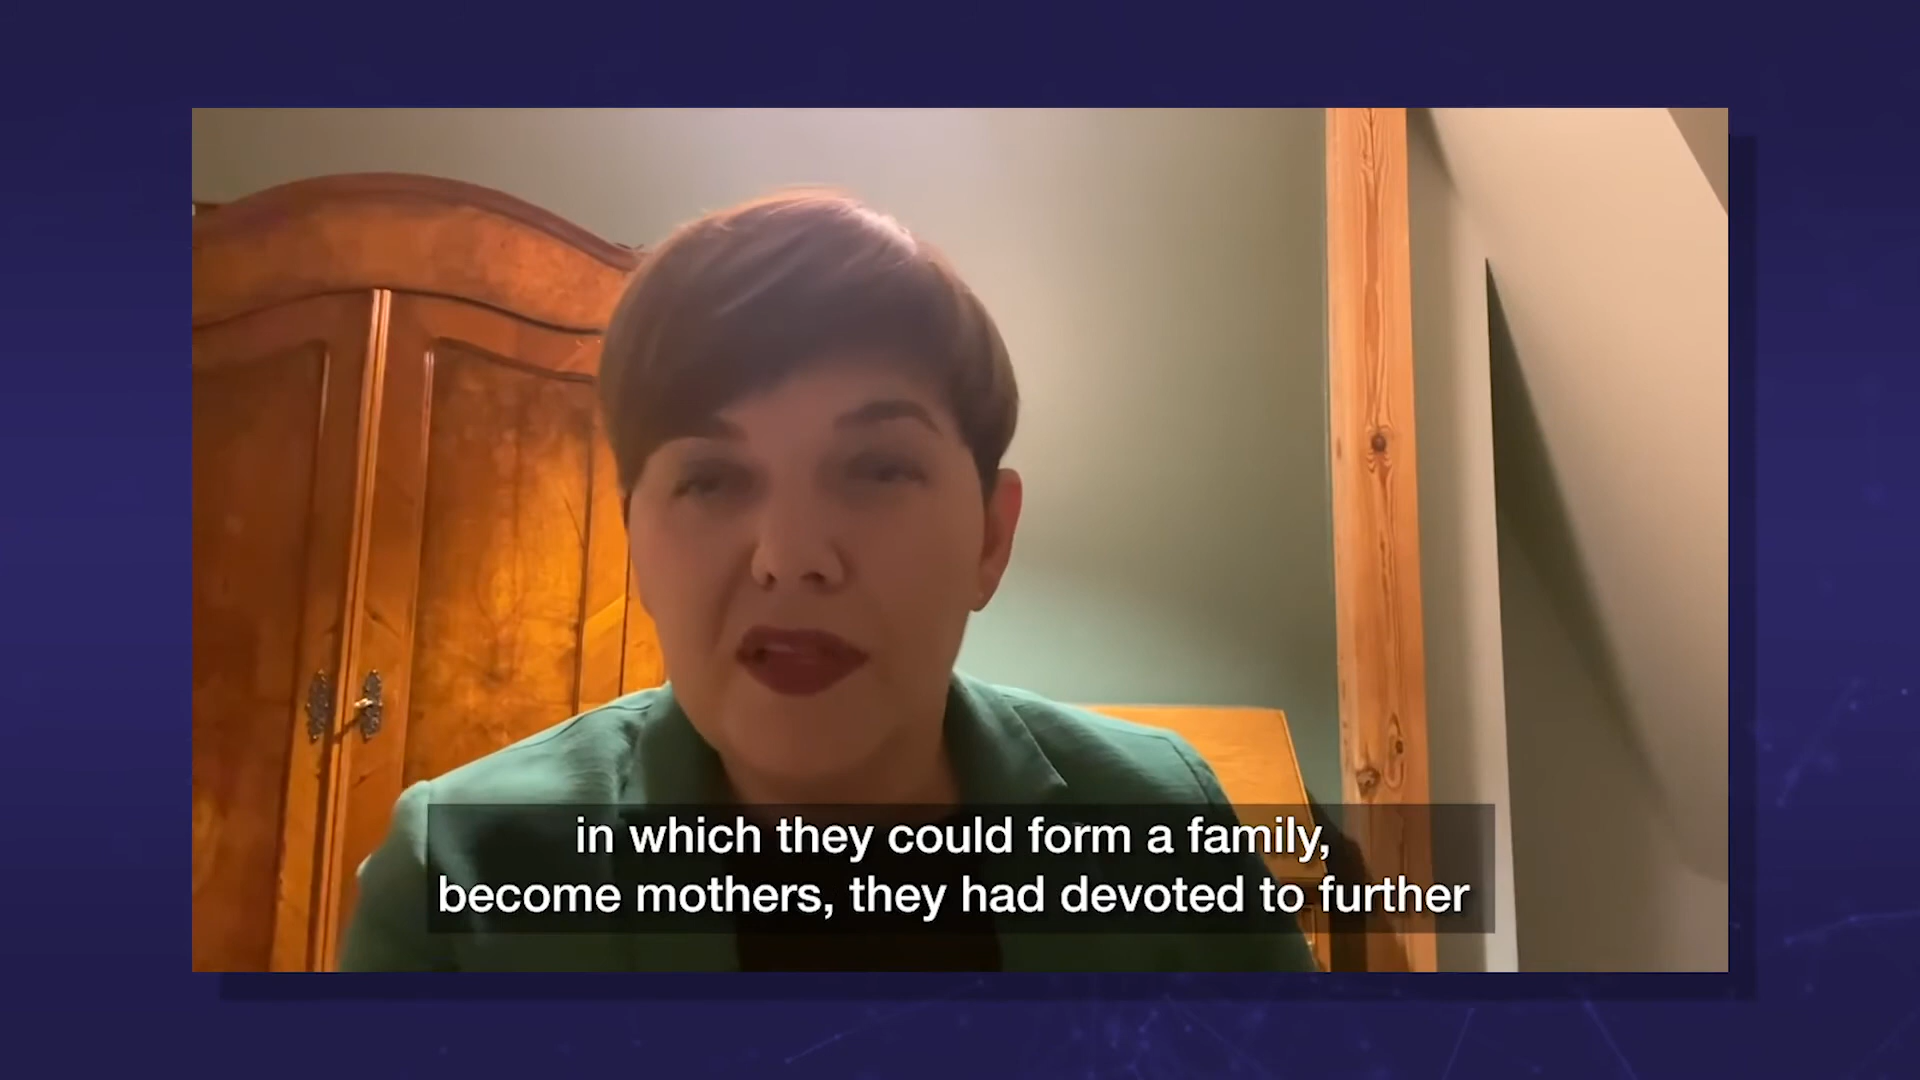 in which they could form a family,
become mothers, they had devoted to further